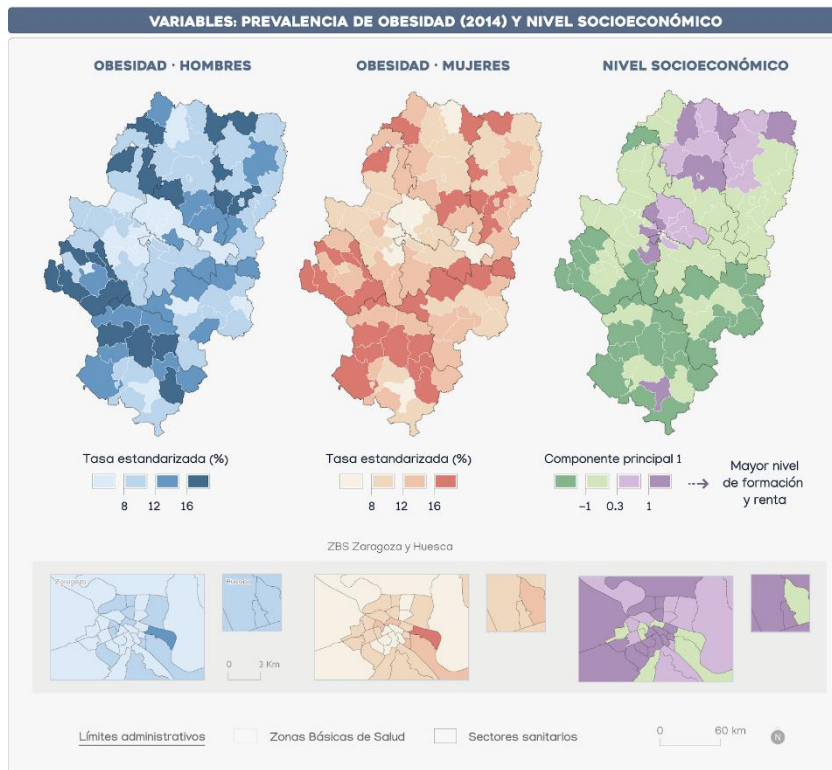 VARIABLES: PREVALENCIA DE OBESIDAD (2014) Y NIVEL SOCIOECONÓMICO
OBESIDAD · HOMBRES
OBESIDAD · MUJERES
NIVEL SOCIOECONÓMICO
Tasa estandarizada (%)
8 12 16
Tasa estandarizada (%)
8 12 16
Componente principal 1
-1 0.3 1
Mayor nivel
de formación
y renta
ZBS Zaragoza y Huesca
Zaragoza
Huesca
0 3 Km
Límites administrativos
Zonas Básicas de Salud
Sectores sanitarios
0 60 km
N